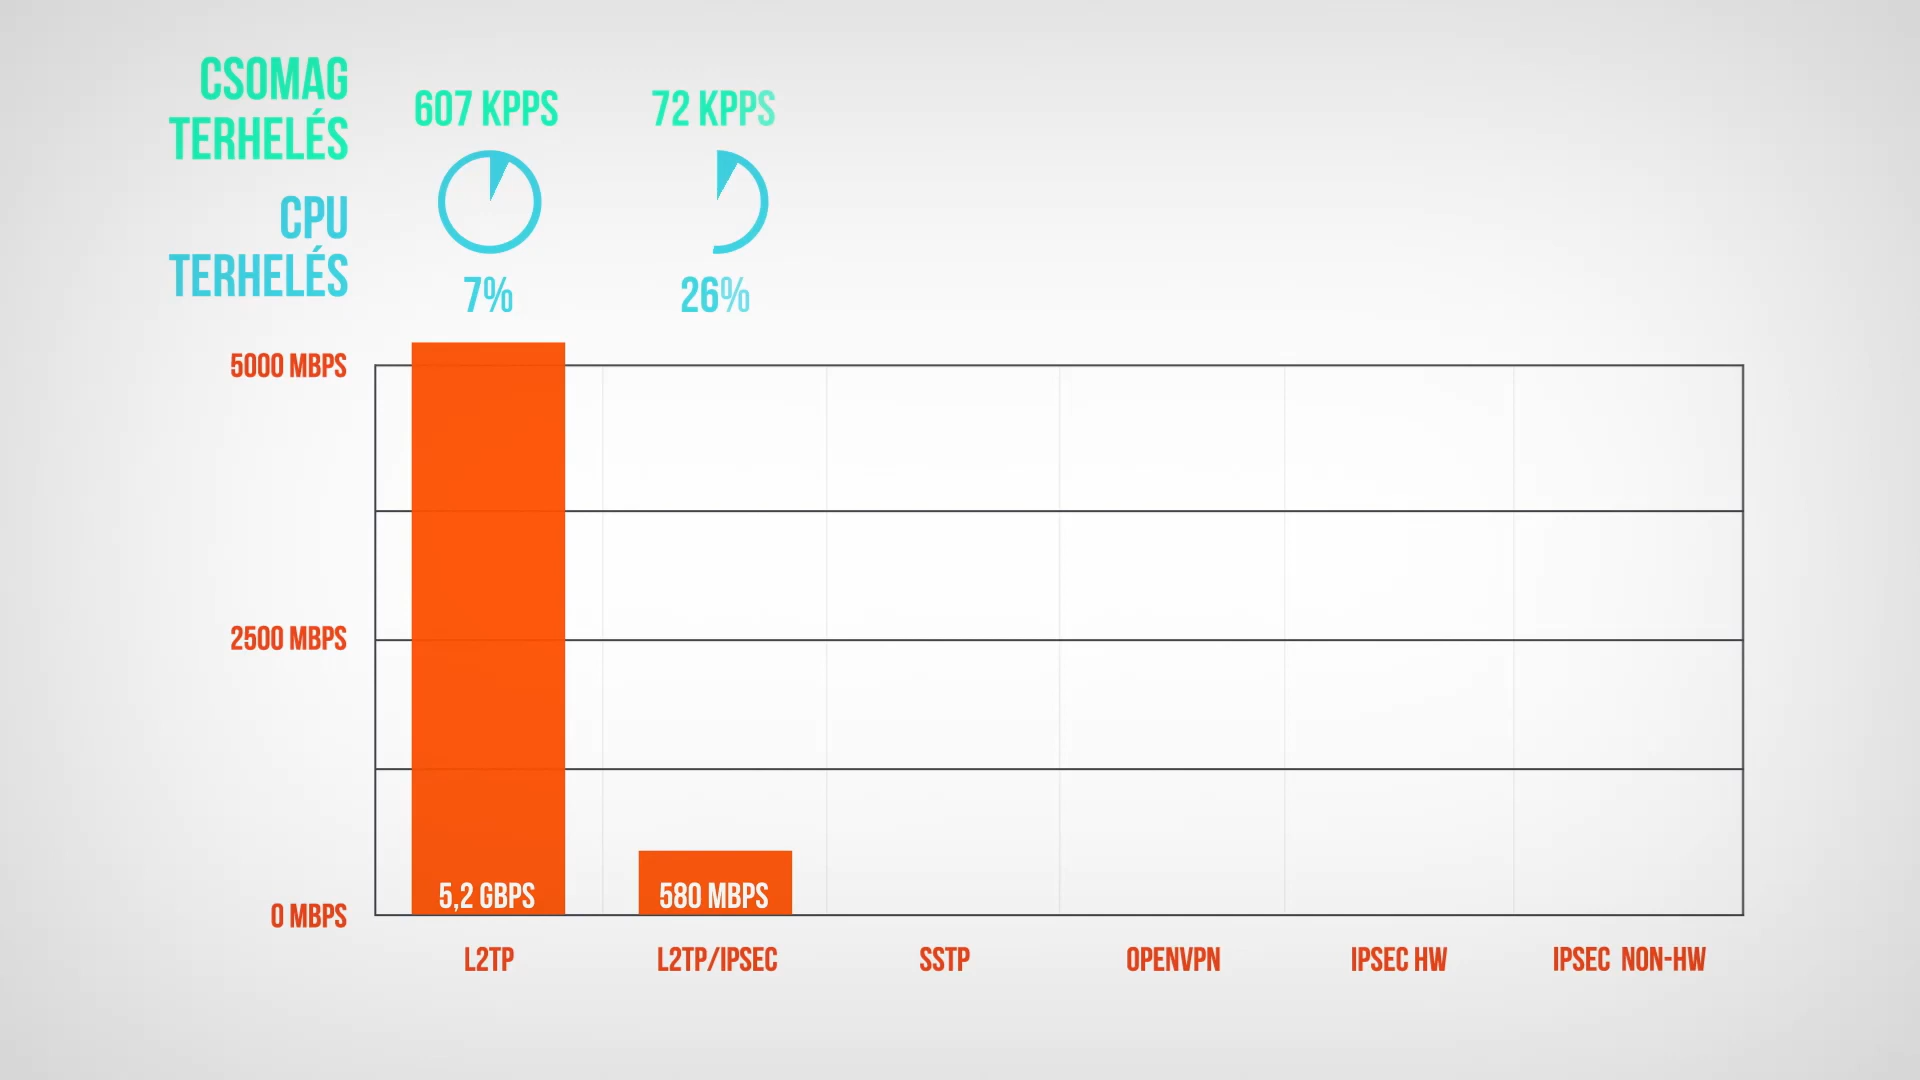 CSOMAG
TERHELÉS
607 KPPS
72 KPPS
CPU
TERHELÉS
7%
26%
5000 MBPS
2500 MBPS
0 MBPS
5,2 GBPS
580 MBPS
L2TP
L2TP/IPSEC
SSTP
OPENVPN
IPSEC HW
IPSEC NON-HW